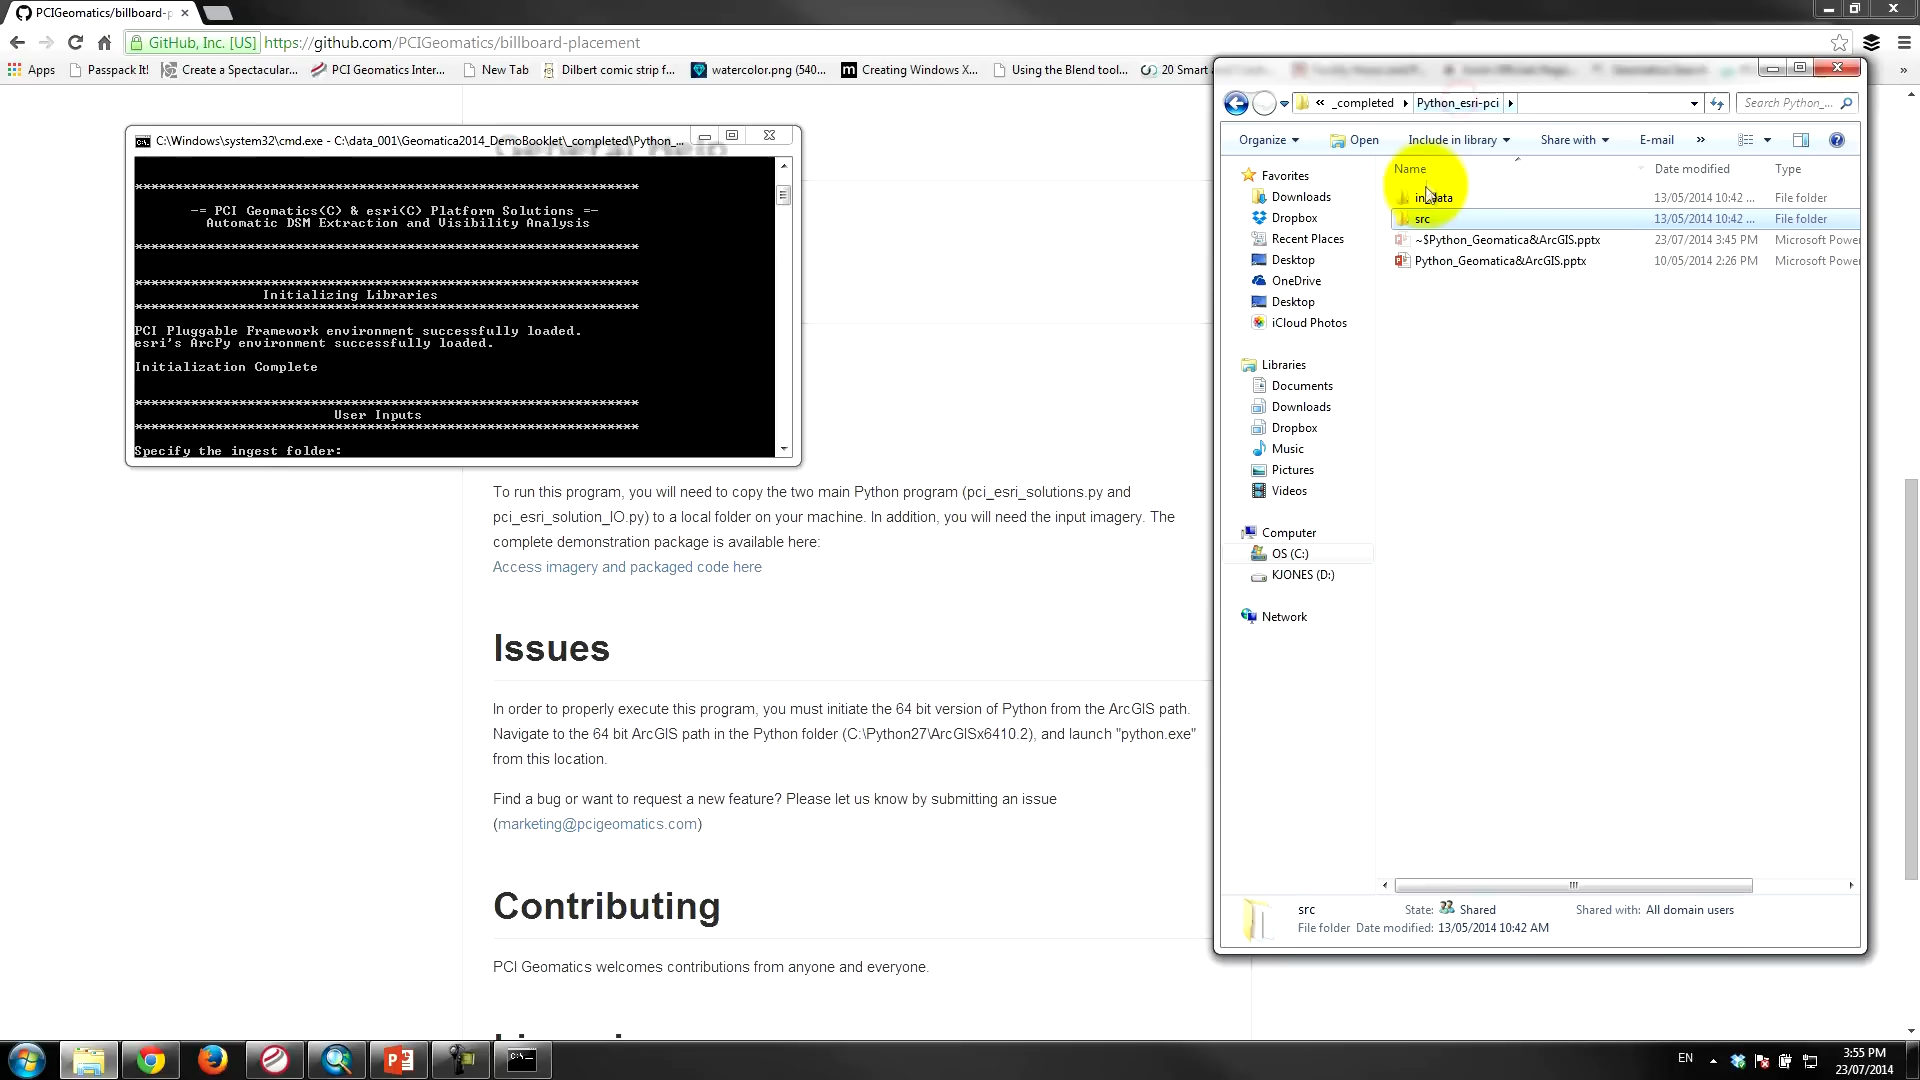 PCIGeomatics/billboard-p
GitHub, Inc. [US] https://github.com/PCIGeomatics/billboard-placement
Apps Passpack It! Create a Spectacular... PCI Geomatics Inter... New Tab Dilbert comic strip f... watercolor.png (540... Creating Windows X... Using the Blend tool... 20 Smart
C:\Windows\system32\cmd.exe - C:\data_001\Geomatica2014_DemoBooklet\_completed\Python_...
General help
****************************************************************
-= PCI Geomatics(C) & esri(C) Platform Solutions =-
Automatic DSM Extraction and Visibility Analysis
****************************************************************
****************************************************************
Initializing Libraries
****************************************************************
PCI Pluggable Framework environment successfully loaded.
esri's ArcPy environment successfully loaded.
Initialization Complete
****************************************************************
User Inputs
****************************************************************
Specify the ingest folder:
To run this program, you will need to copy the two main Python program (pci_esri_solutions.py and
pci_esri_solution_IO.py) to a local folder on your machine. In addition, you will need the input imagery. The
complete demonstration package is available here:
Access imagery and packaged code here
Issues
In order to properly execute this program, you must initiate the 64 bit version of Python from the ArcGIS path.
Navigate to the 64 bit ArcGIS path in the Python folder (C:\Python27\ArcGISx6410.2), and launch "python.exe"
from this location.
Find a bug or want to request a new feature? Please let us know by submitting an issue
(marketing@pcigeomatics.com)
Contributing
PCI Geomatics welcomes contributions from anyone and everyone.
« _completed Python_esri-pci Search Python_...
Organize Open Include in library Share with E-mail »
Favorites
Downloads
Dropbox
Recent Places
Desktop
OneDrive
Desktop
iCloud Photos
Libraries
Documents
Downloads
Dropbox
Music
Pictures
Videos
Computer
OS (C:)
KJONES (D:)
Network
Name Date modified Type
13/05/2014 10:42 ... File folder
src 13/05/2014 10:42 ... File folder
~$Python_Geomatica&ArcGIS.pptx 23/07/2014 3:45 PM Microsoft Powe
Python_Geomatica&ArcGIS.pptx 10/05/2014 2:26 PM Microsoft Powe
src State: Shared Shared with: All domain users
File folder Date modified: 13/05/2014 10:42 AM
EN
3:55 PM
23/07/2014